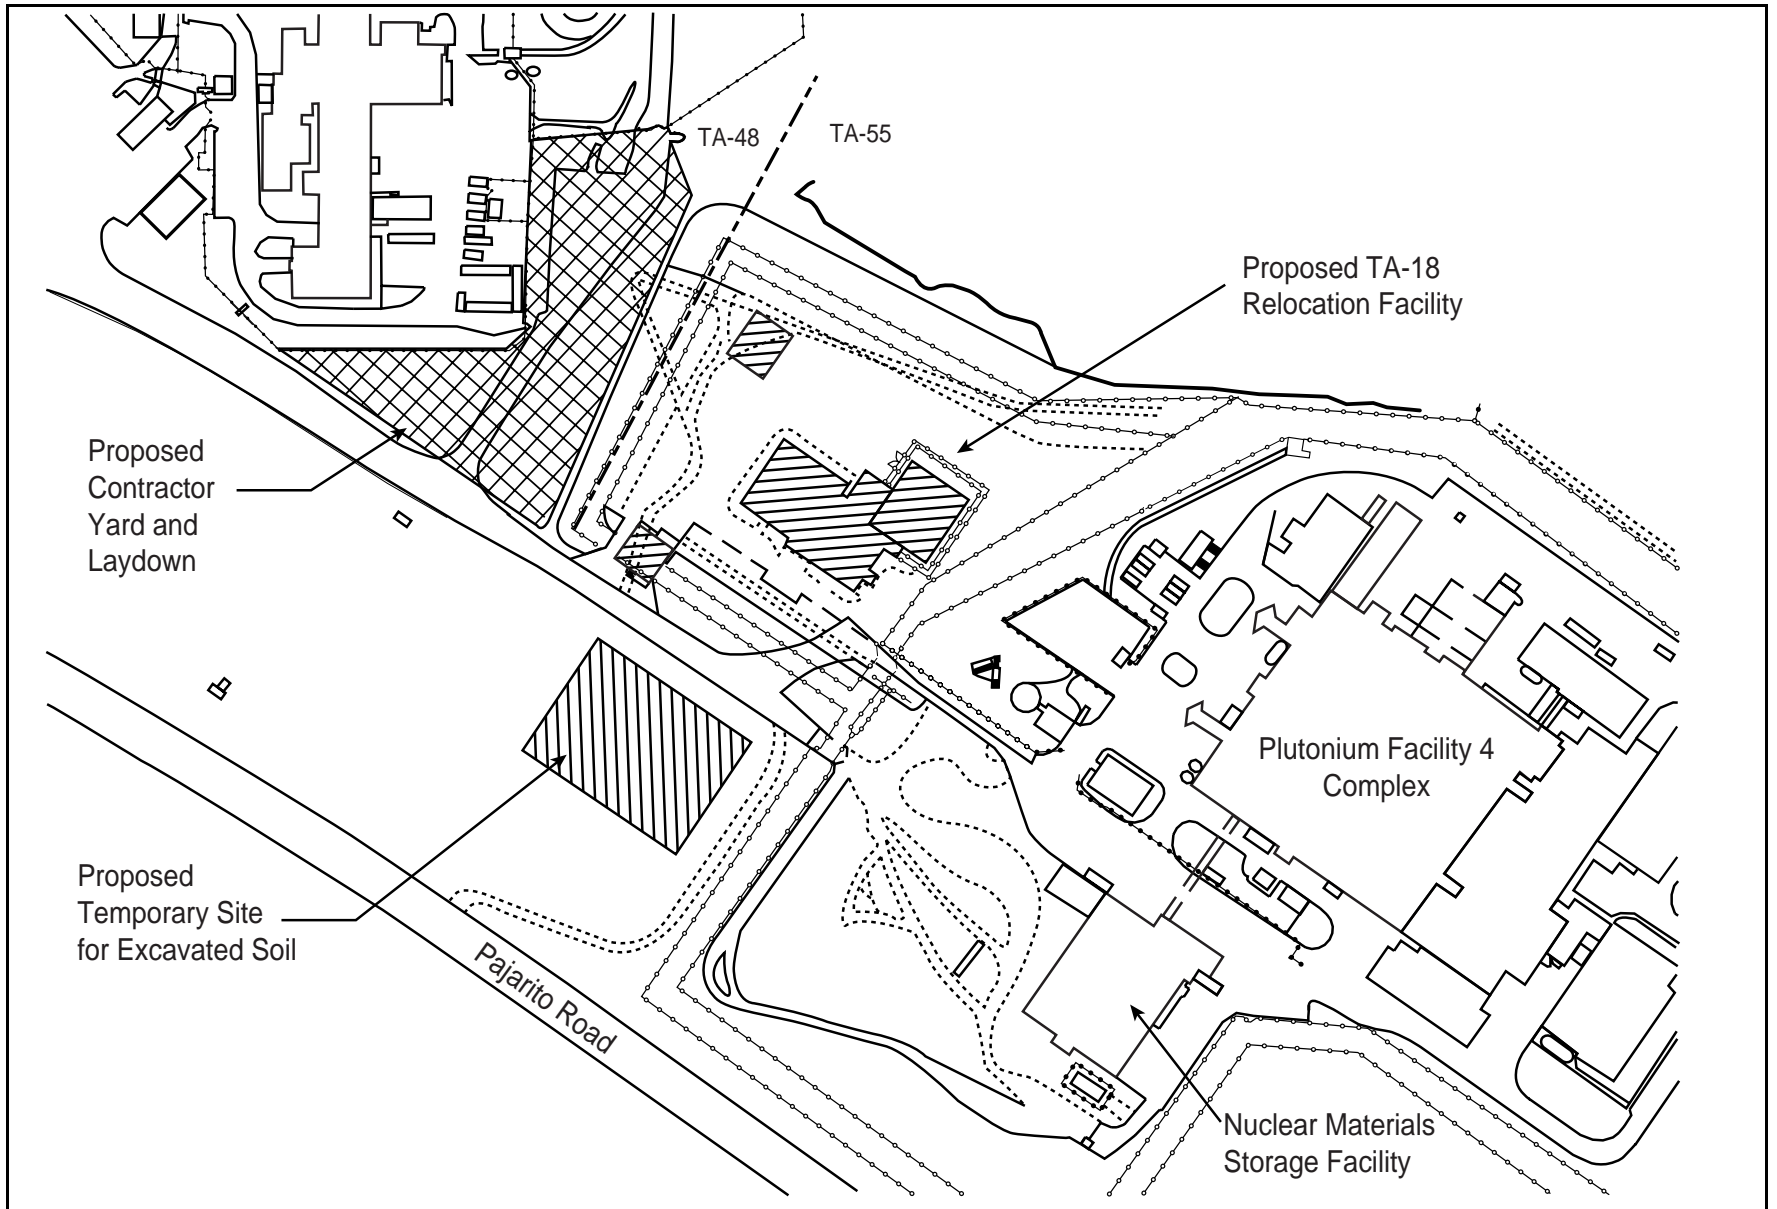 TA-48
TA-55
Proposed TA-18
Relocation Facility
Proposed
Contractor
Yard and
Laydown
Plutonium Facility 4
Complex
Proposed
Temporary Site
for Excavated Soil
Pajarito Road
Nuclear Materials
Storage Facility